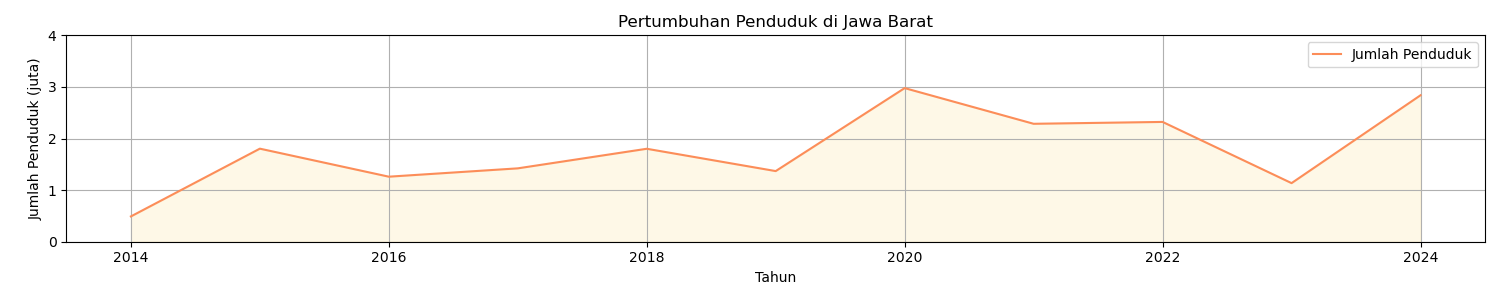 Pertumbuhan Penduduk di Jawa Barat
Jumlah Penduduk (juta)
4
3
2
1
0
Jumlah Penduduk
2014
2016
2018
2020
2022
2024
Tahun